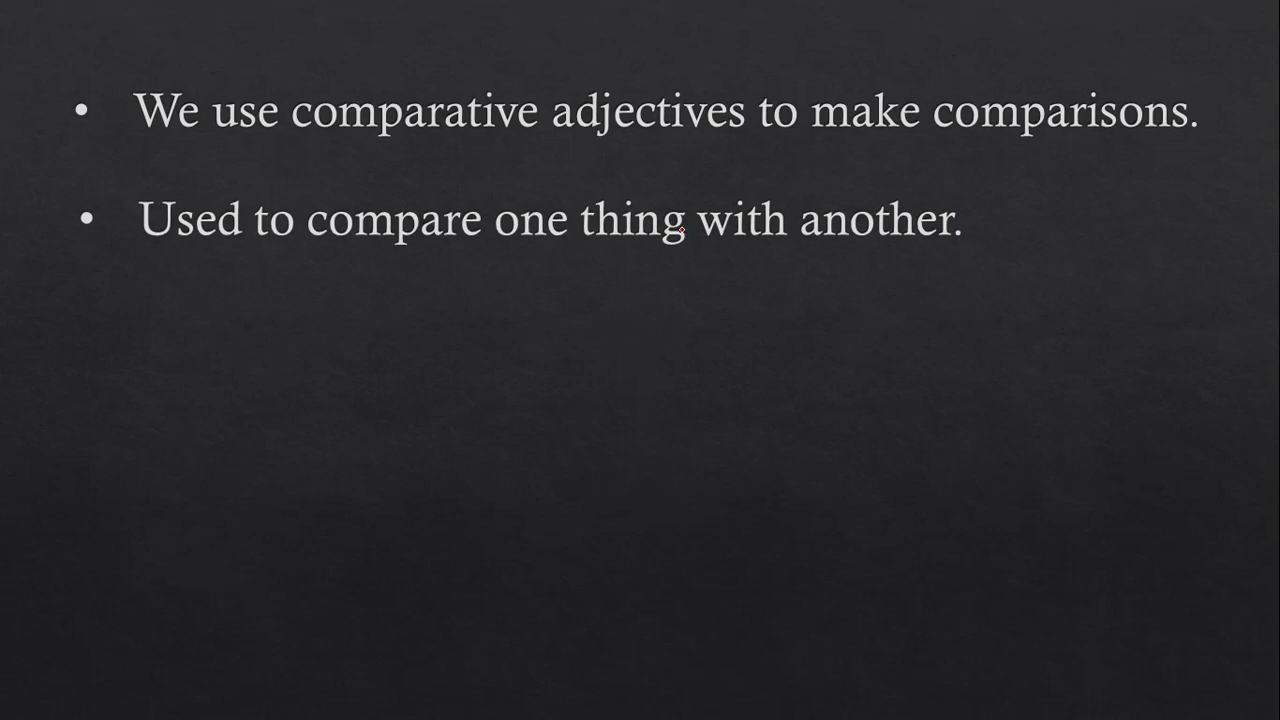 • We use comparative adjectives to make comparisons.
• Used to compare one thing with another.